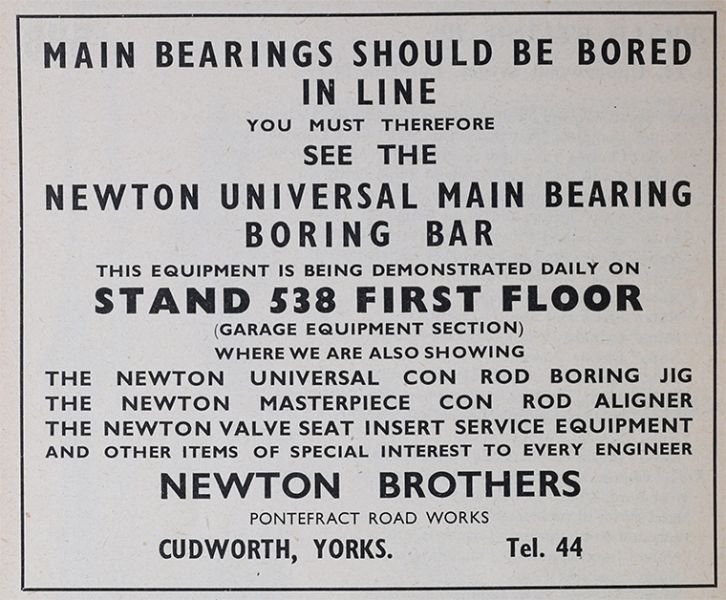 MAIN BEARINGS SHOULD BE BORED
IN LINE
YOU MUST THEREFORE
SEE THE
NEWTON UNIVERSAL MAIN BEARING
BORING BAR
THIS EQUIPMENT IS BEING DEMONSTRATED DAILY ON
STAND 538 FIRST FLOOR
(GARAGE EQUIPMENT SECTION)
WHERE WE ARE ALSO SHOWING
THE NEWTON UNIVERSAL CON ROD BORING JIG
THE NEWTON MASTERPIECE CON ROD ALIGNER
THE NEWTON VALVE SEAT INSERT SERVICE EQUIPMENT
AND OTHER ITEMS OF SPECIAL INTEREST TO EVERY ENGINEER
NEWTON BROTHERS
PONTEFRACT ROAD WORKS
CUDWORTH, YORKS. Tel. 44